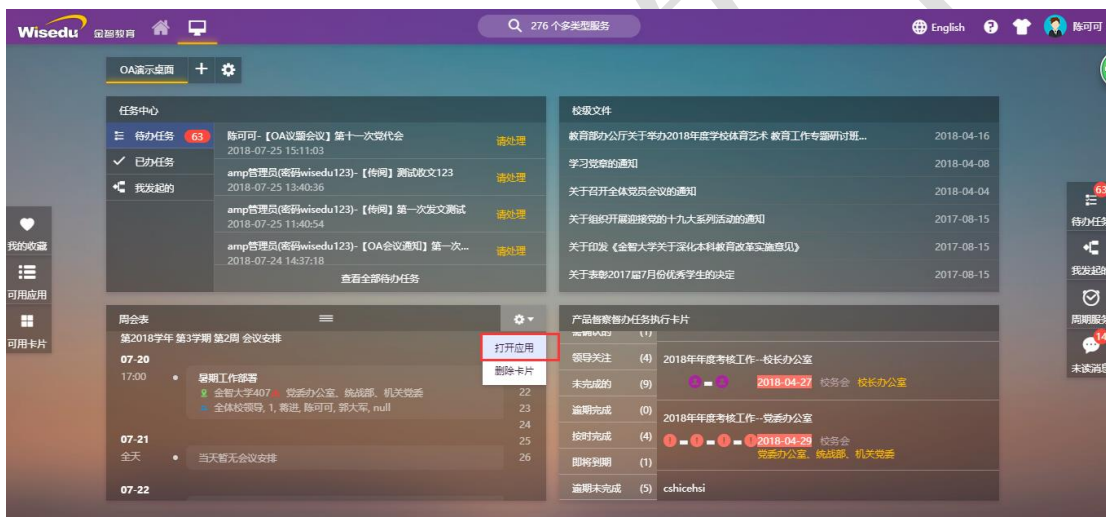 Wisedu 金智教育
276 个多类型服务
English
陈可可
OA演示桌面
任务中心
待办任务 63
已办任务
我发起的
陈可可-【OA议题会议】第十一次党代会
2018-07-25 15:11:03
请处理
amp管理员(密码wisedu123)-【传阅】测试收文123
2018-07-25 13:40:36
请处理
amp管理员(密码wisedu123)-【传阅】第一次发文测试
2018-07-25 11:40:54
请处理
amp管理员(密码wisedu123)-【OA会议通知】第一次...
2018-07-24 14:37:18
请处理
查看全部待办任务
校级文件
教育部办公厅关于举办2018年度学校体育艺术 教育工作专题研讨班... 2018-04-16
学习党章的通知 2018-04-08
关于召开全体党员会议的通知 2018-04-04
关于组织开展迎接党的十九大系列活动的通知 2017-08-15
关于印发《金智大学关于深化本科教育改革实施意见》 2017-08-15
关于表彰2017届7月份优秀学生的决定 2017-08-15
我的收藏
可用应用
可用卡片
63
待办任务
我发起的
周期服务
14
未读消息
周会表
打开应用
删除卡片
第2018学年 第3学期 第2周 会议安排
07-20
17:00
暑期工作部署
金智大学407 党委办公室、统战部、机关党委
全体校领导, 1, 蒋进, 陈可可, 郭大军, null
07-21
全天
当天暂无会议安排
07-22
22
23
24
25
26
产品督察督办任务执行卡片
需确认的 (1)
领导关注 (4)
未完成的 (9)
逾期完成 (0)
按时完成 (4)
即将到期 (1)
逾期未完成 (5)
2018年年度考核工作--校长办公室
2018-04-27 校务会 校长办公室
2018年年度考核工作--党委办公室
2018-04-29 校务会
党委办公室、统战部、机关党委
cshicehsi